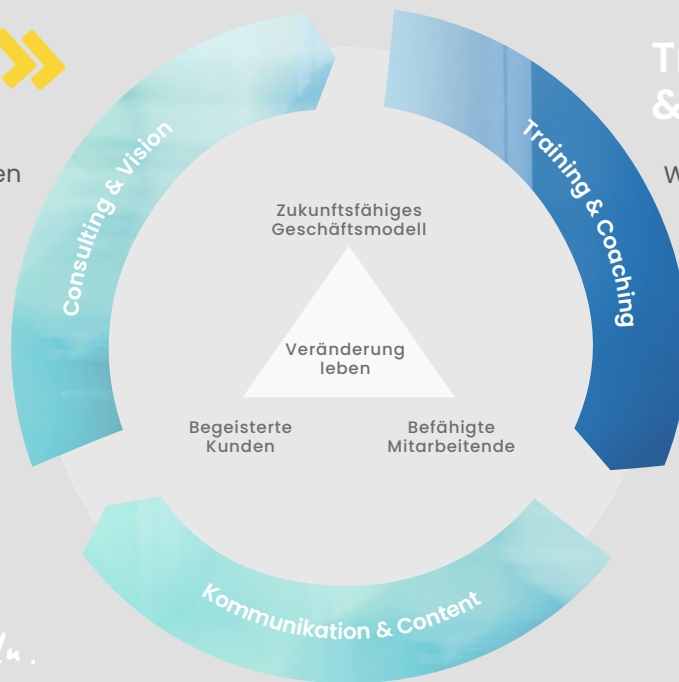 &
Consulting & Vision
Training & Coaching
Zukunftsfähiges
Geschäftsmodell
Veränderung
leben
Begeisterte
Kunden
Befähigte
Mitarbeitende
Kommunikation & Content